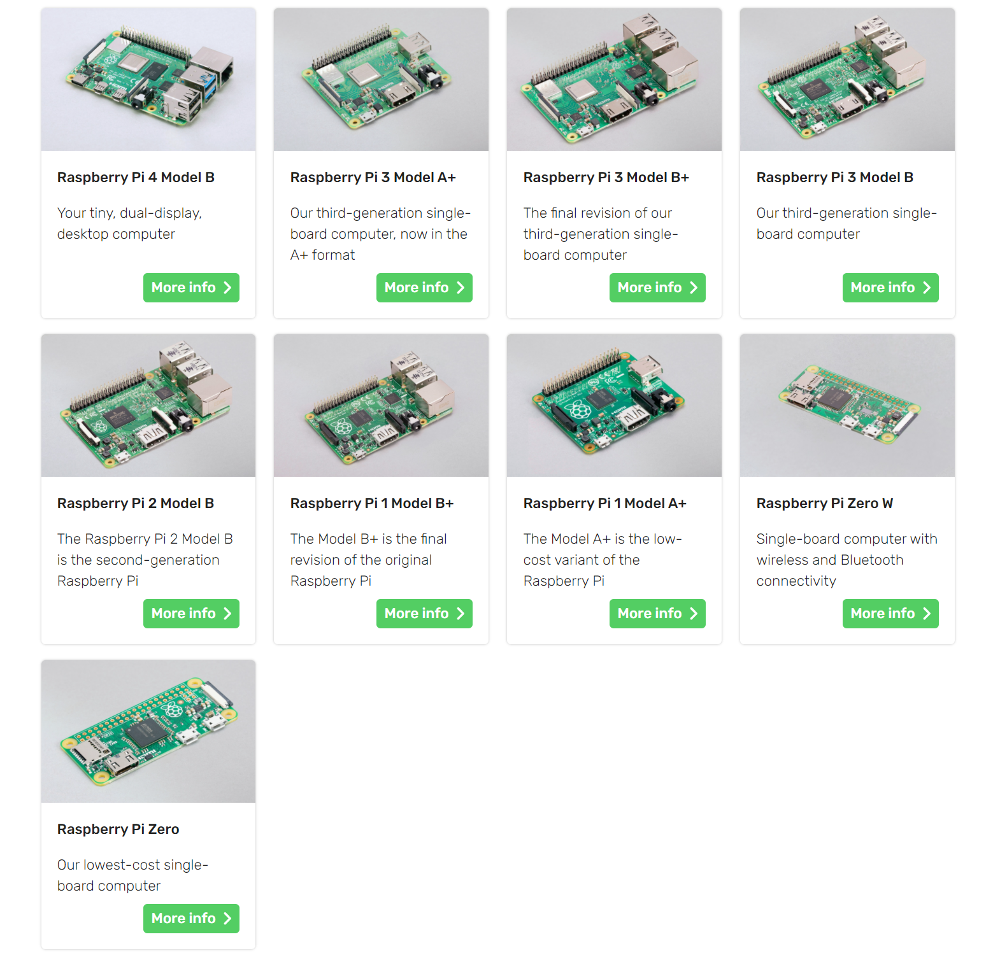 Raspberry Pi 4 Model B
Your tiny, dual-display,
desktop computer
More info
Raspberry Pi 3 Model A+
Our third-generation single-
board computer, now in the
A+ format
More info
Raspberry Pi 3 Model B+
The final revision of our
third-generation single-
board computer
More info
Raspberry Pi 3 Model B
Our third-generation single-
board computer
More info
Raspberry Pi 2 Model B
The Raspberry Pi 2 Model B
is the second-generation
Raspberry Pi
More info
Raspberry Pi 1 Model B+
The Model B+ is the final
revision of the original
Raspberry Pi
More info
Raspberry Pi 1 Model A+
The Model A+ is the low-
cost variant of the
Raspberry Pi
More info
Raspberry Pi Zero W
Single-board computer with
wireless and Bluetooth
connectivity
More info
Raspberry Pi Zero
Our lowest-cost single-
board computer
More info